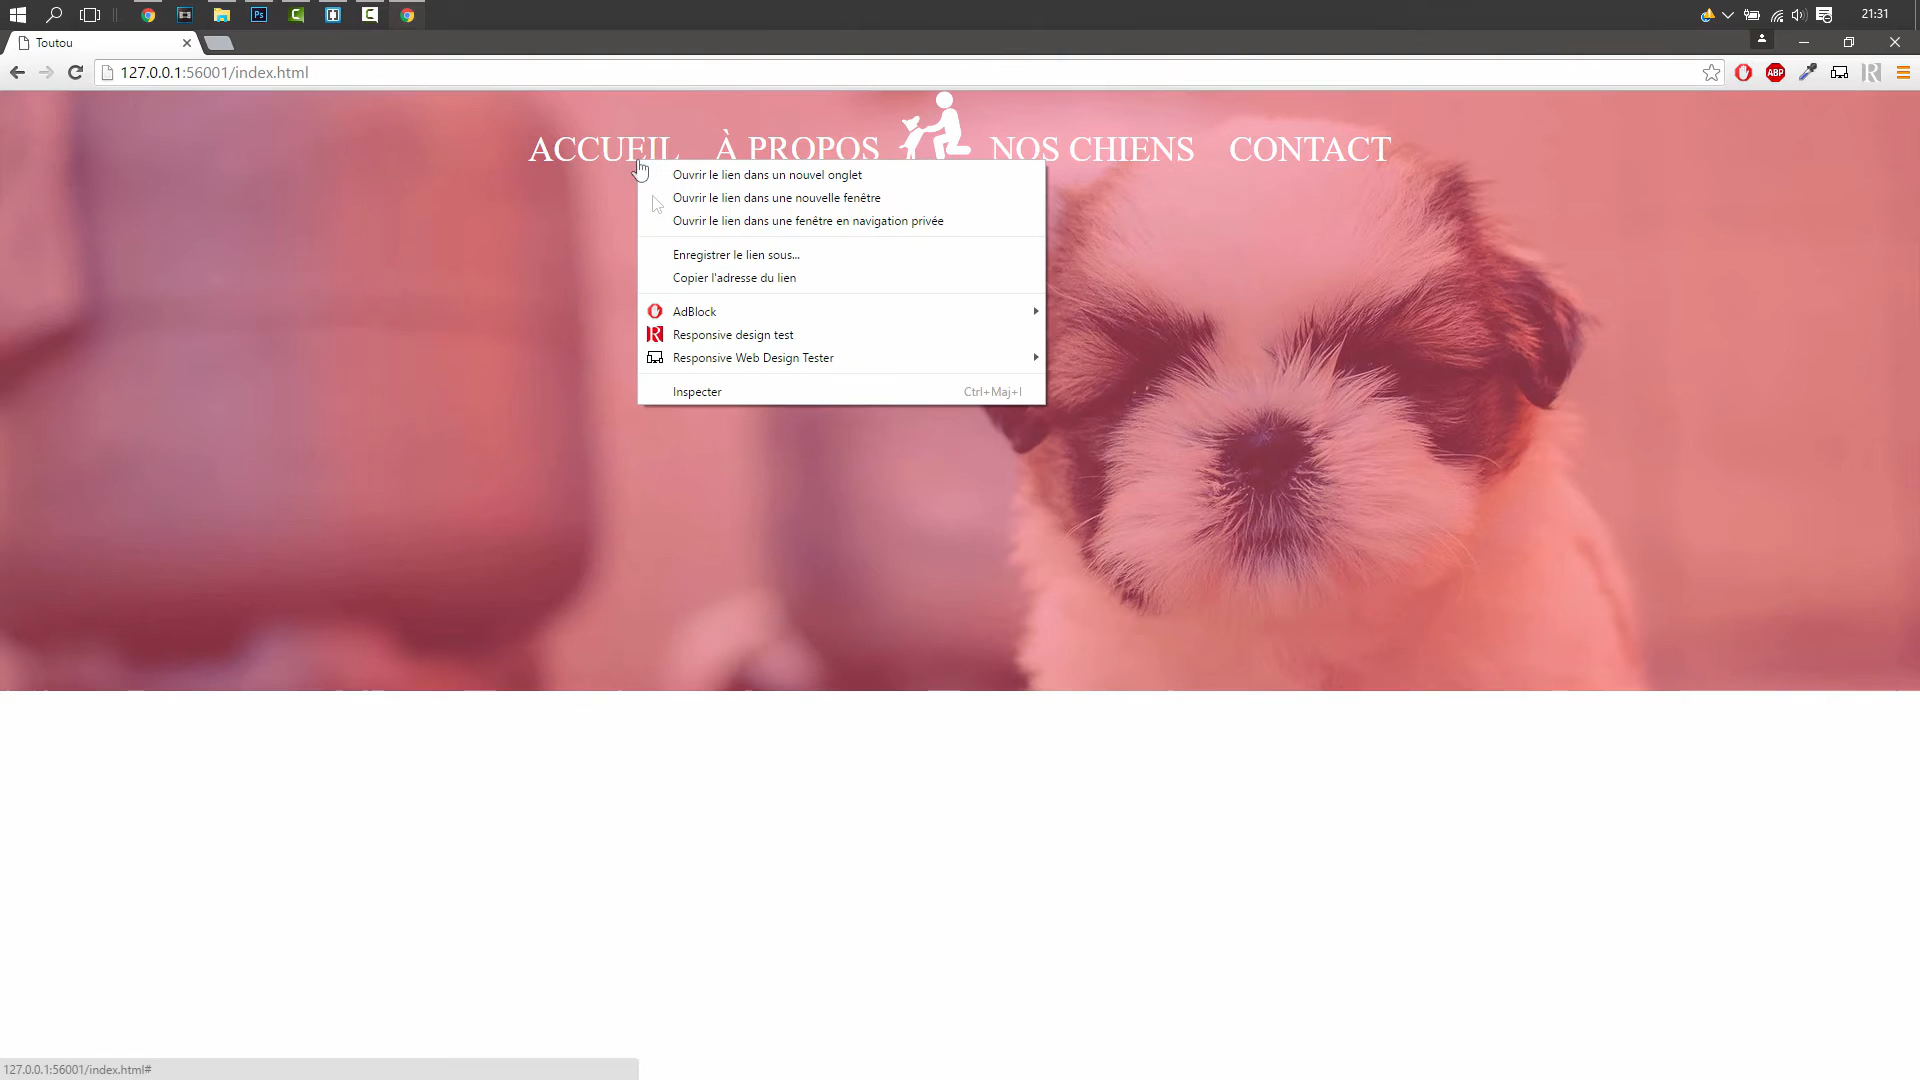 21:31
Toutou
127.0.0.1:56001/index.html
ABP
ACCUEIL À PROPOS NOS CHIENS CONTACT
Ouvrir le lien dans un nouvel onglet
Ouvrir le lien dans une nouvelle fenêtre
Ouvrir le lien dans une fenêtre en navigation privée
Enregistrer le lien sous...
Copier l'adresse du lien
AdBlock
Responsive design test
Responsive Web Design Tester
Inspecter Ctrl+Maj+I
127.0.0.1:56001/index.html#